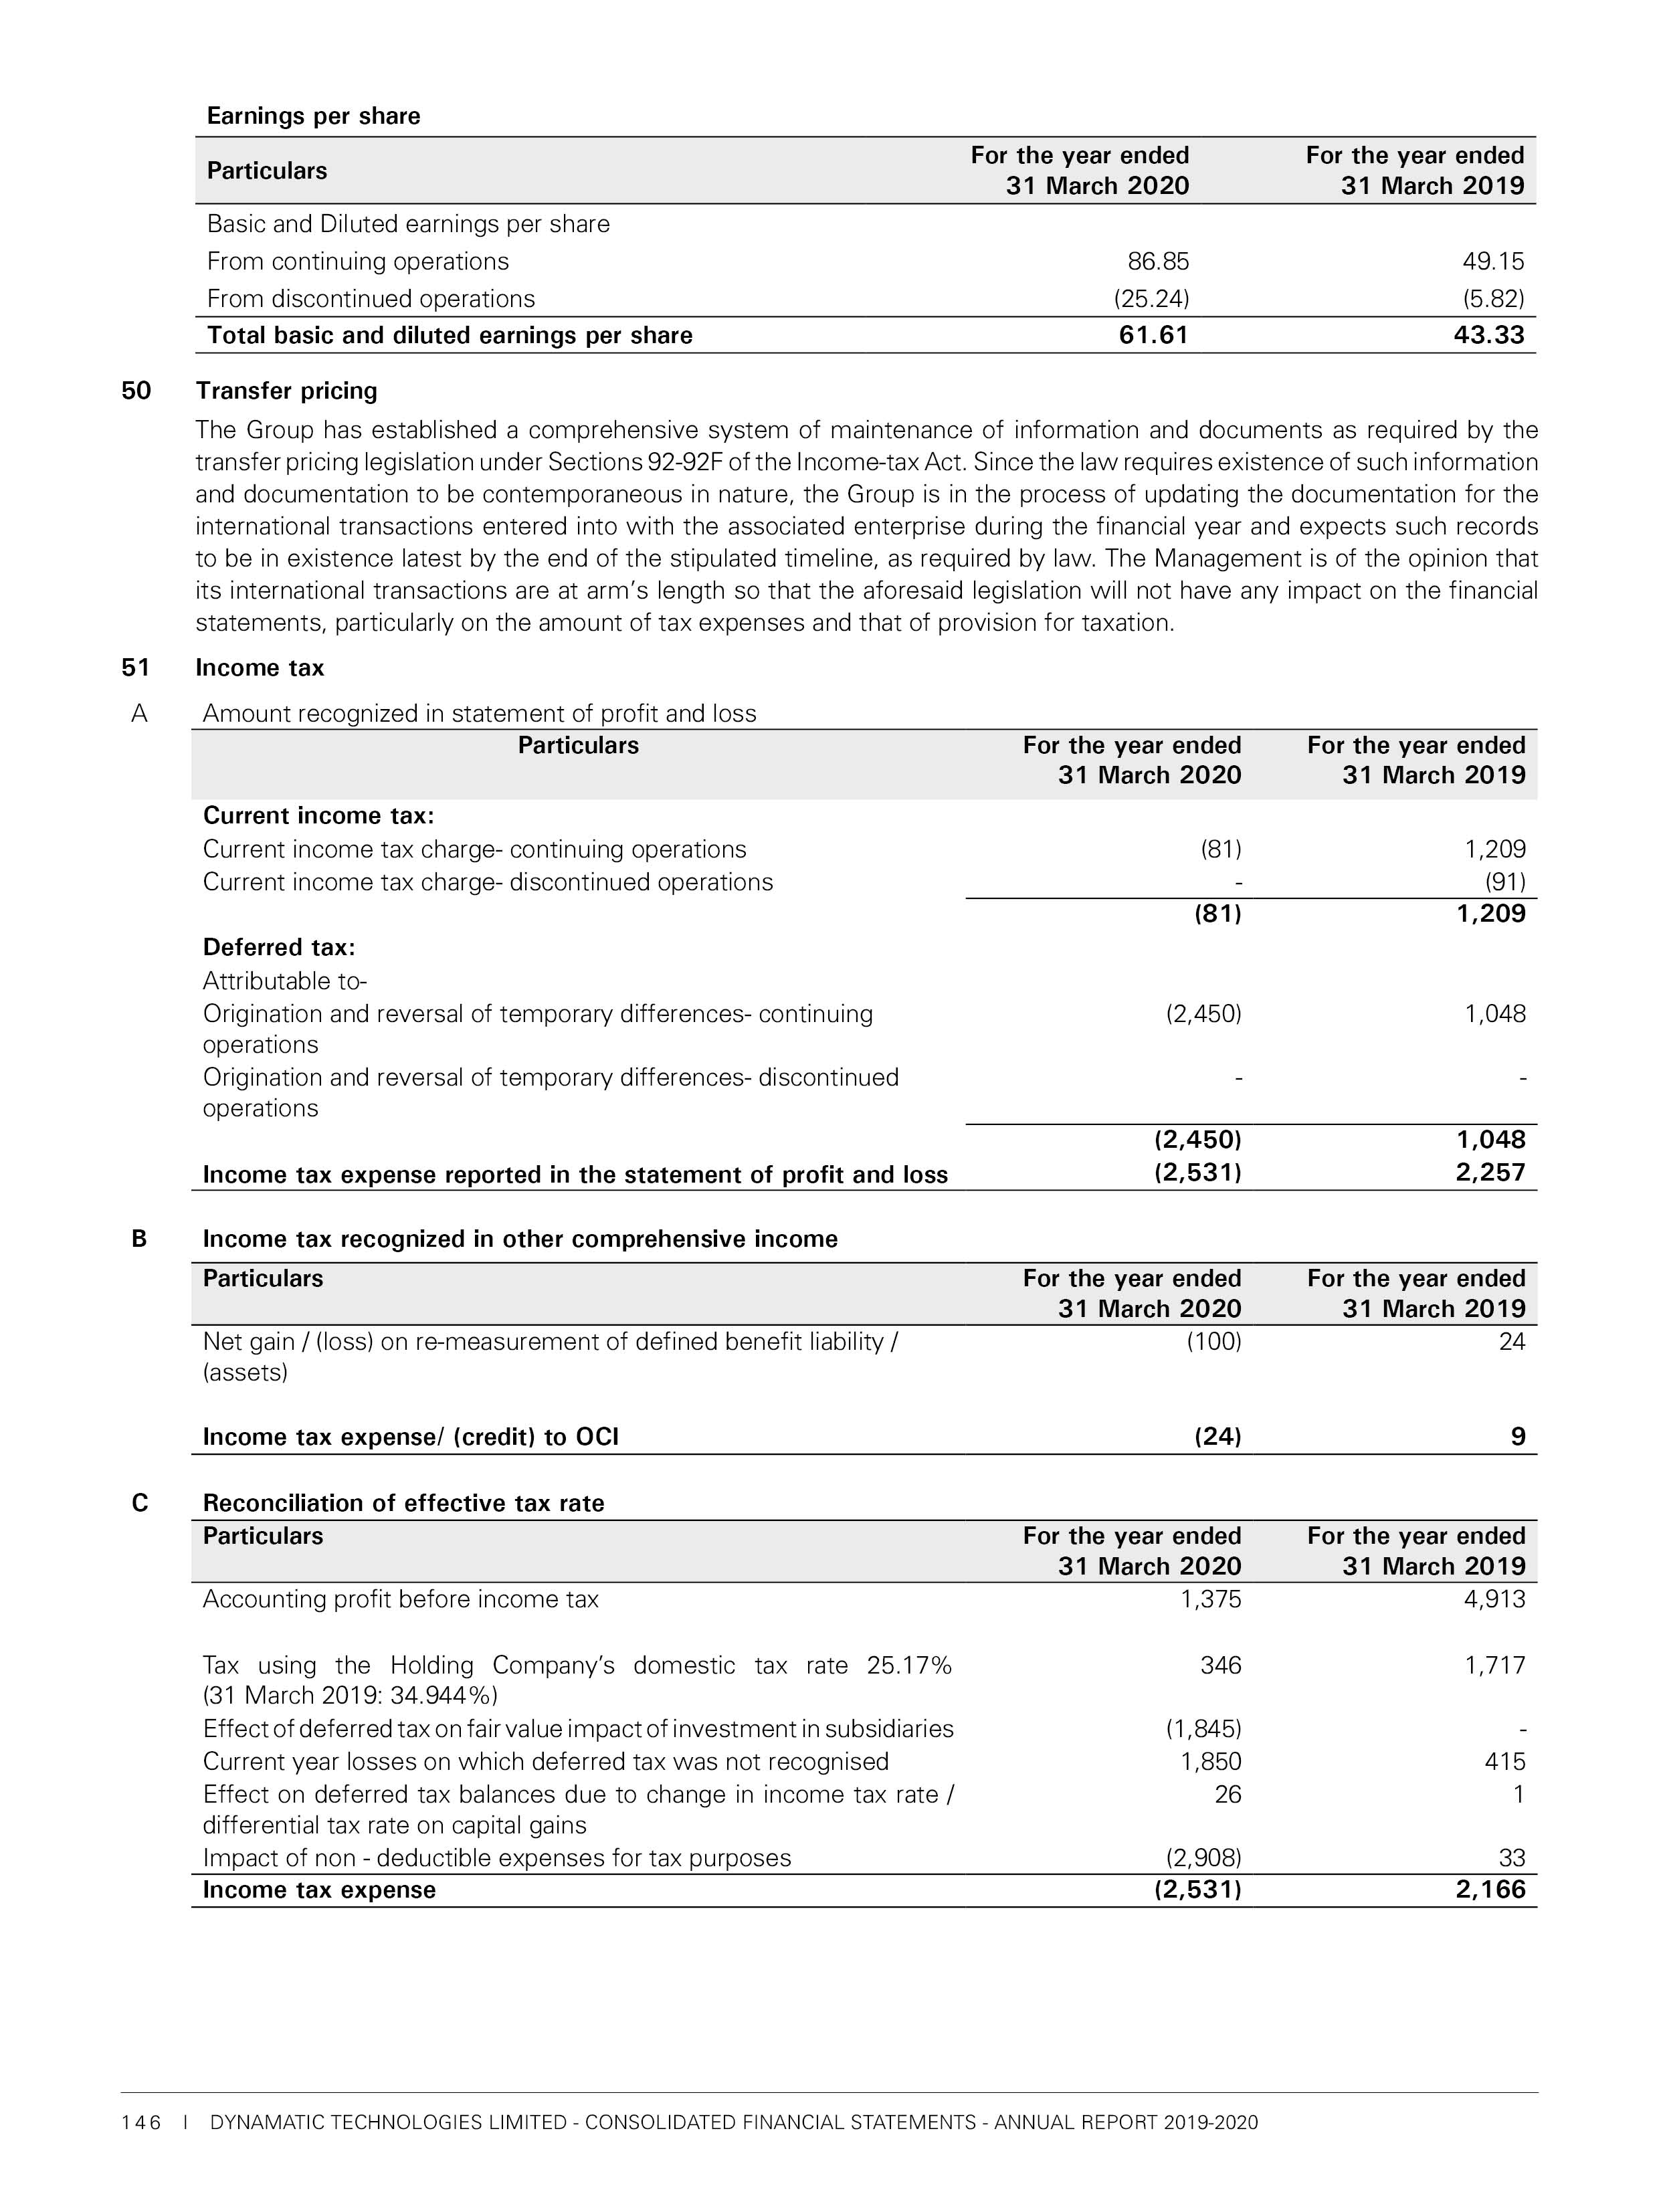 Earnings per share
Particulars For the year ended 31 March 2020 For the year ended 31 March 2019
Basic and Diluted earnings per share
From continuing operations 86.85 49.15
From discontinued operations (25.24) (5.82)
Total basic and diluted earnings per share 61.61 43.33
50 Transfer pricing
The Group has established a comprehensive system of maintenance of information and documents as required by the
transfer pricing legislation under Sections 92-92F of the Income-tax Act. Since the law requires existence of such information
and documentation to be contemporaneous in nature, the Group is in the process of updating the documentation for the
international transactions entered into with the associated enterprise during the financial year and expects such records
to be in existence latest by the end of the stipulated timeline, as required by law. The Management is of the opinion that
its international transactions are at arm's length so that the aforesaid legislation will not have any impact on the financial
statements, particularly on the amount of tax expenses and that of provision for taxation.
51 Income tax
A Amount recognized in statement of profit and loss
Particulars For the year ended 31 March 2020 For the year ended 31 March 2019
Current income tax:
Current income tax charge- continuing operations (81) 1,209
Current income tax charge- discontinued operations - (91)
(81) 1,209
Deferred tax:
Attributable to-
Origination and reversal of temporary differences- continuing (2,450) 1,048
operations
Origination and reversal of temporary differences- discontinued - -
operations
(2,450) 1,048
Income tax expense reported in the statement of profit and loss (2,531) 2,257
B Income tax recognized in other comprehensive income
Particulars For the year ended 31 March 2020 For the year ended 31 March 2019
Net gain / (loss) on re-measurement of defined benefit liability / (100) 24
(assets)
Income tax expense/ (credit) to OCI (24) 9
C Reconciliation of effective tax rate
Particulars For the year ended 31 March 2020 For the year ended 31 March 2019
Accounting profit before income tax 1,375 4,913
Tax using the Holding Company's domestic tax rate 25.17% 346 1,717
(31 March 2019: 34.944%)
Effect of deferred tax on fair value impact of investment in subsidiaries (1,845) -
Current year losses on which deferred tax was not recognised 1,850 415
Effect on deferred tax balances due to change in income tax rate / 26 1
differential tax rate on capital gains
Impact of non - deductible expenses for tax purposes (2,908) 33
Income tax expense (2,531) 2,166
146 I DYNAMATIC TECHNOLOGIES LIMITED - CONSOLIDATED FINANCIAL STATEMENTS - ANNUAL REPORT 2019-2020